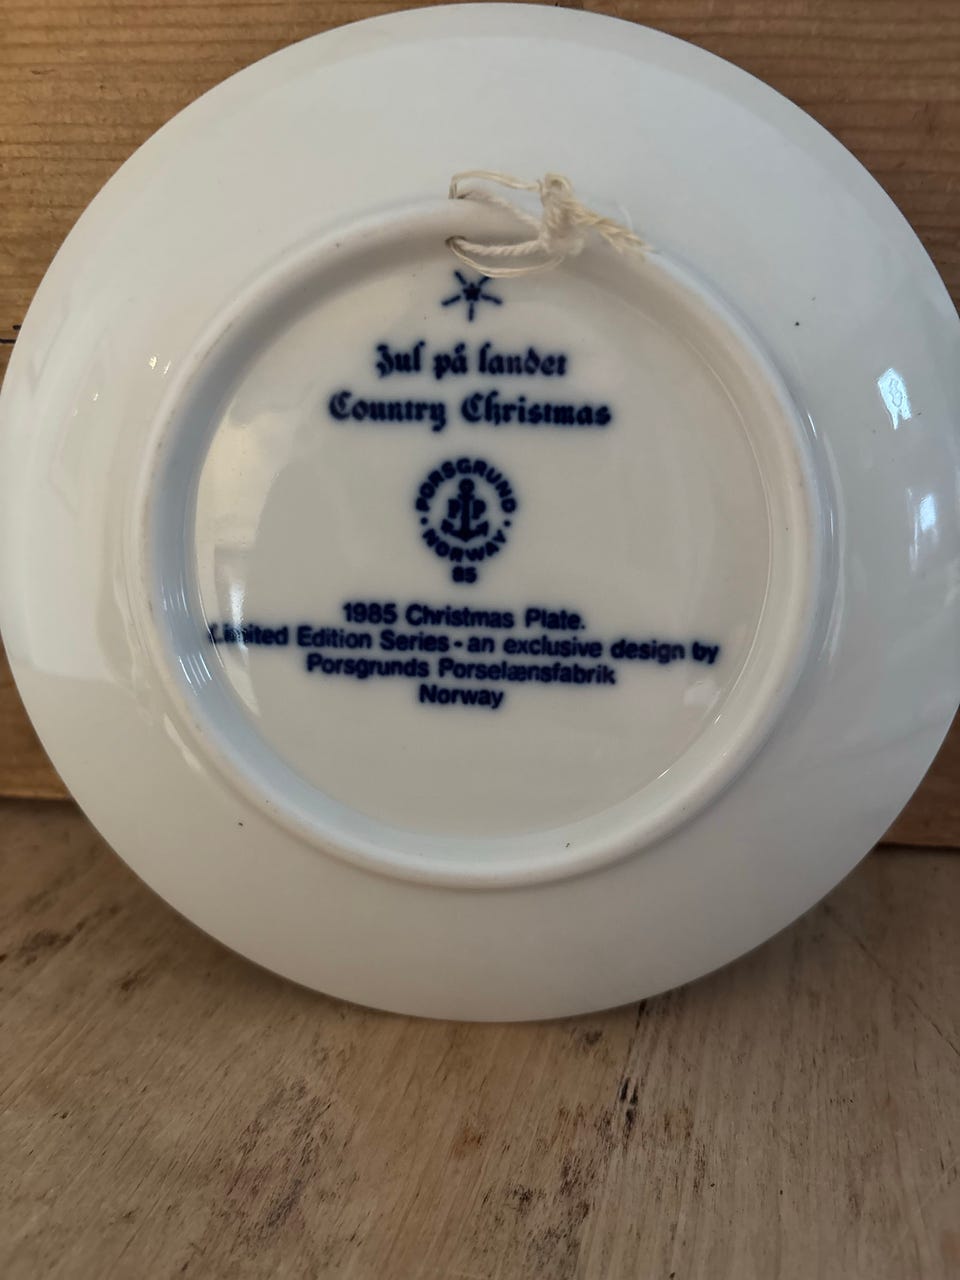 Jul på landet
Country Christmas
PORSGRUND
PP
NORWAY
85
1985 Christmas Plate.
Limited Edition Series - an exclusive design by
Porsgrunds Porselænsfabrik
Norway